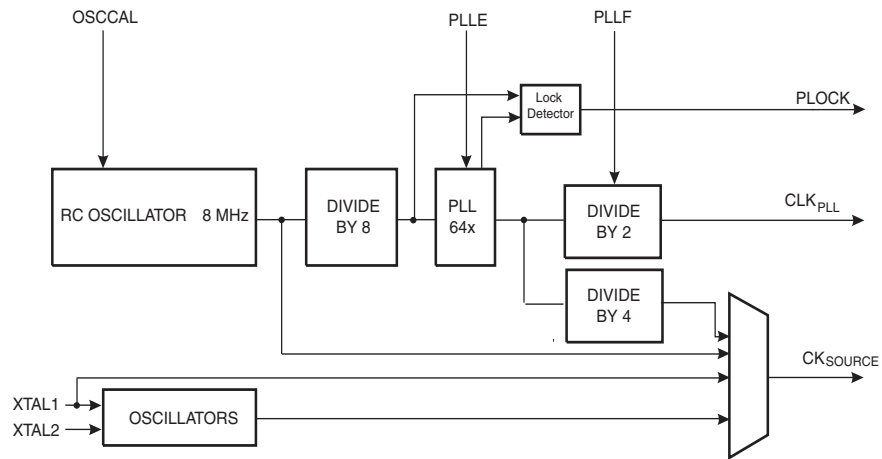 OSCCAL
PLLE
PLLF
Lock
Detector
PLOCK
RC OSCILLATOR 8 MHz
DIVIDE
BY 8
PLL
64x
DIVIDE
BY 2
CLKPLL
DIVIDE
BY 4
CKSOURCE
XTAL1
XTAL2
OSCILLATORS